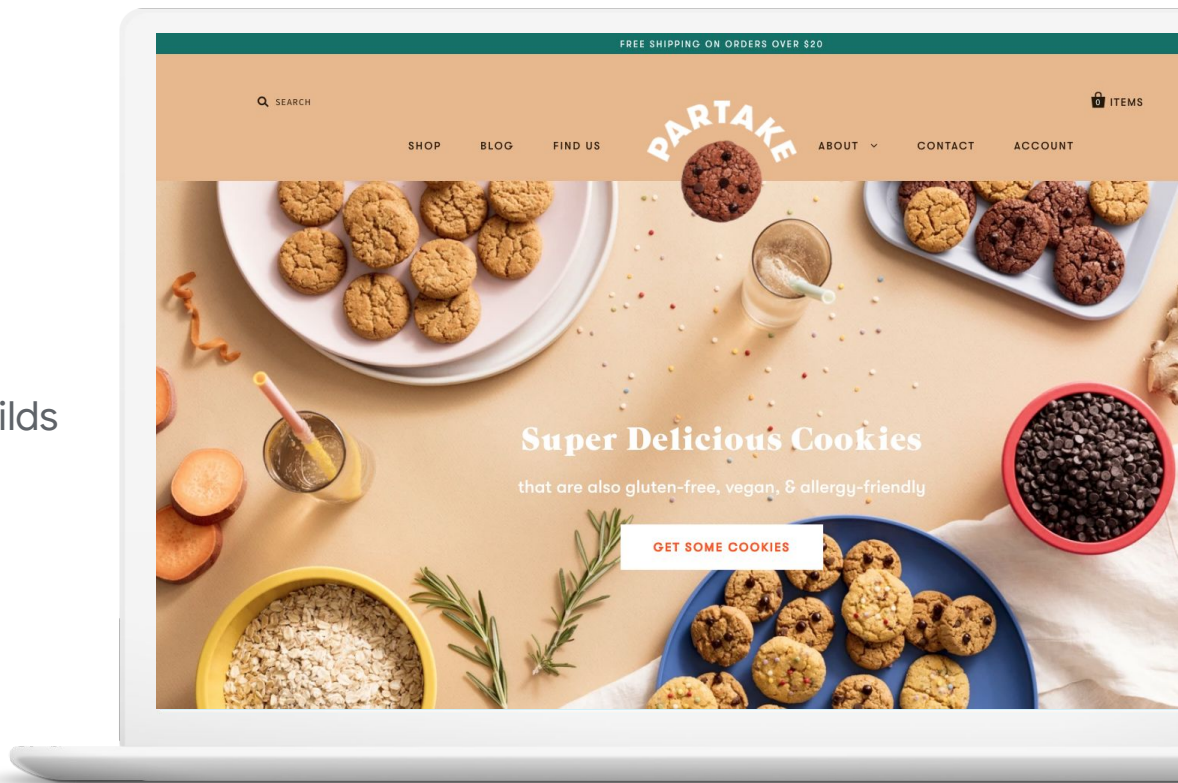 FREE SHIPPING ON ORDERS OVER $20
SEARCH
0 ITEMS
PARTAKE
SHOP BLOG FIND US ABOUT CONTACT ACCOUNT
ilds
Super Delicious Cookies
that are also gluten-free, vegan, & allergy-friendly
GET SOME COOKIES